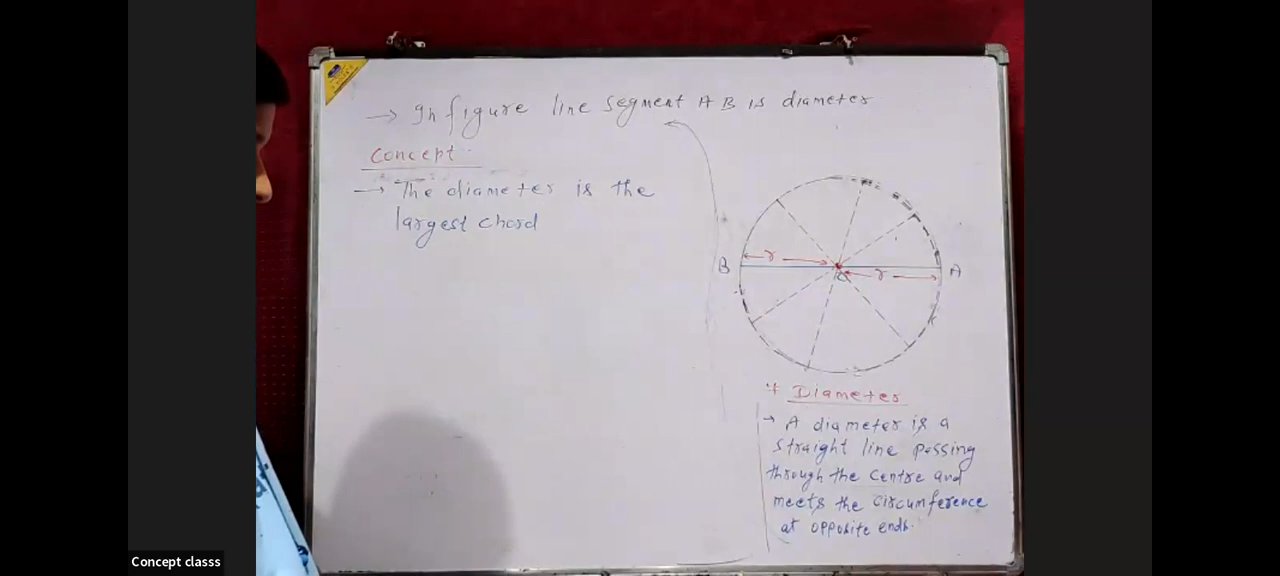 → In figure line segment A B is diameter
Concept
→ The diameter is the
largest chord
B
r
r
A
C
* Diameter
→ A diameter is a
straight line passing
through the centre and
meets the circumference
at opposite ends.
Concept classs